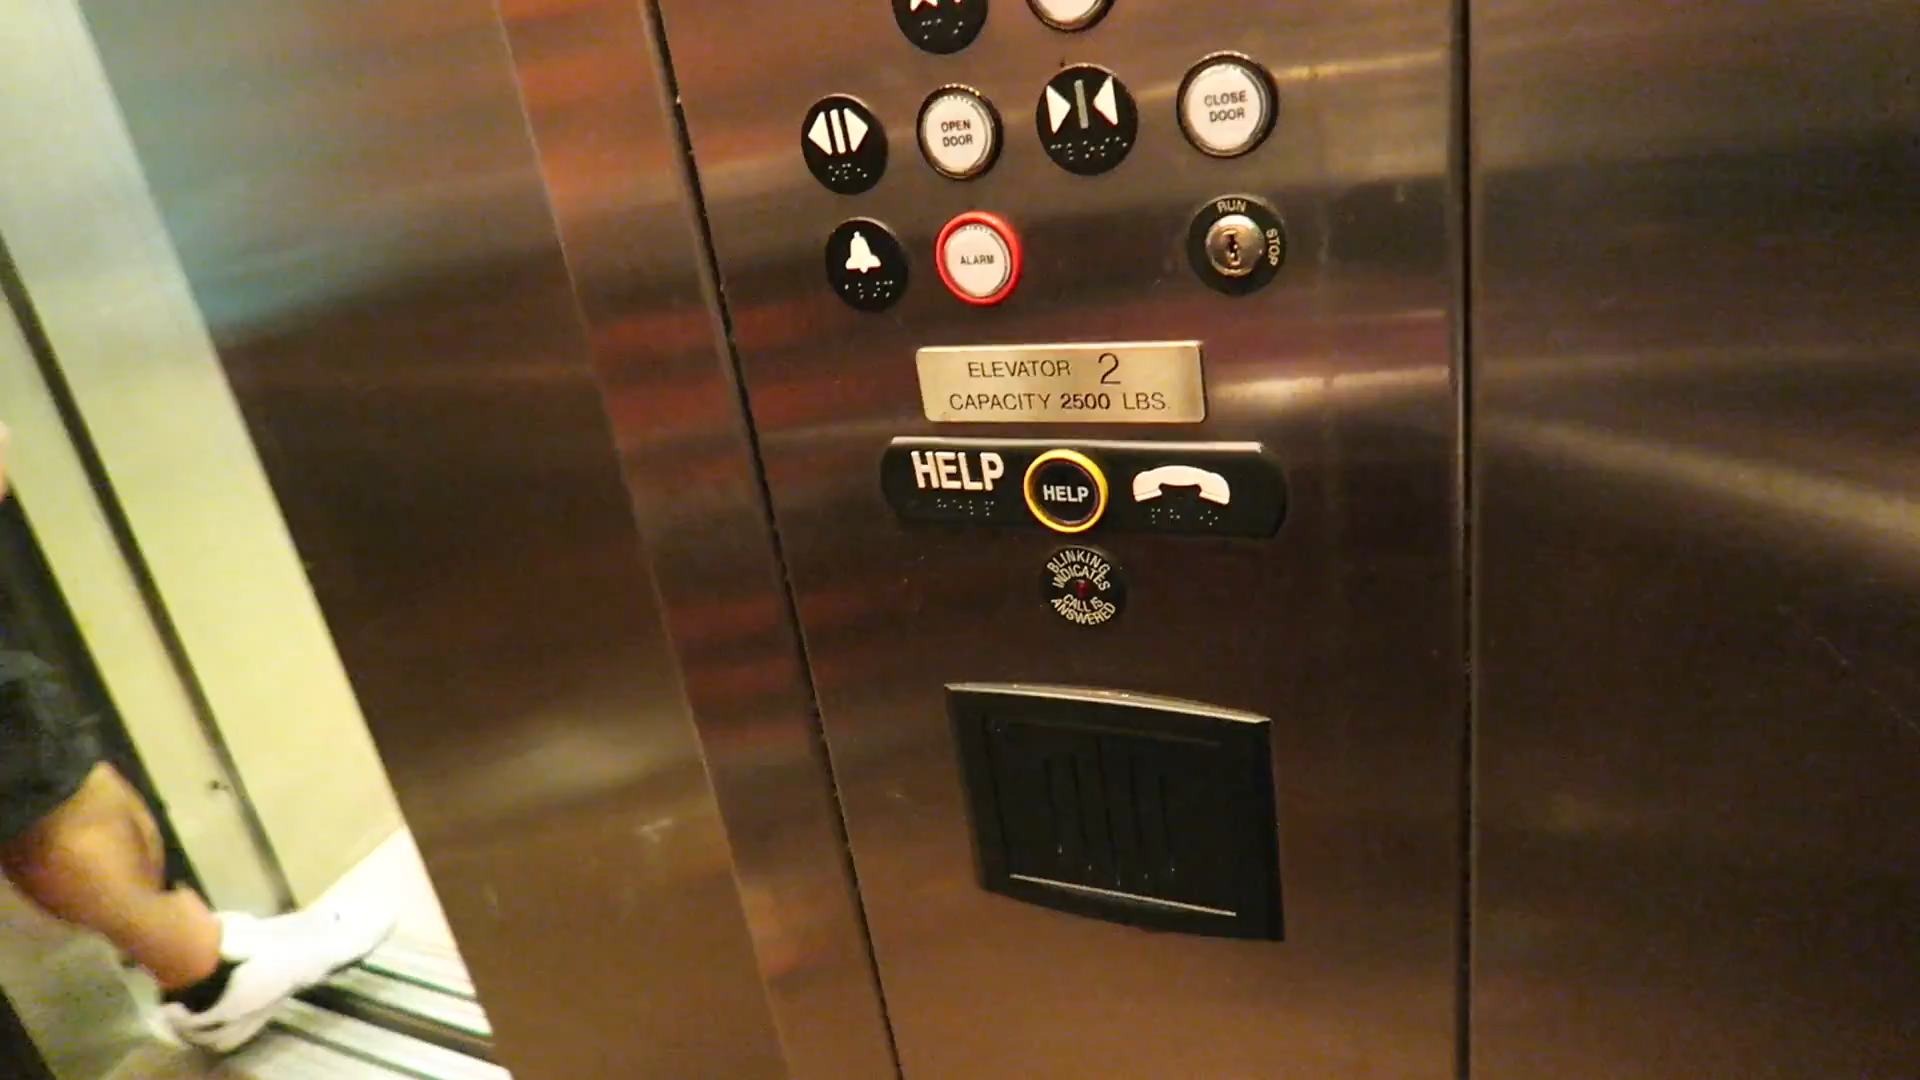 OPEN
DOOR
CLOSE
DOOR
RUN
STOP
ALARM
ELEVATOR 2
CAPACITY 2500 LBS.
HELP
HELP
BLINKING
INDICATES
CALL IS
ANSWERED